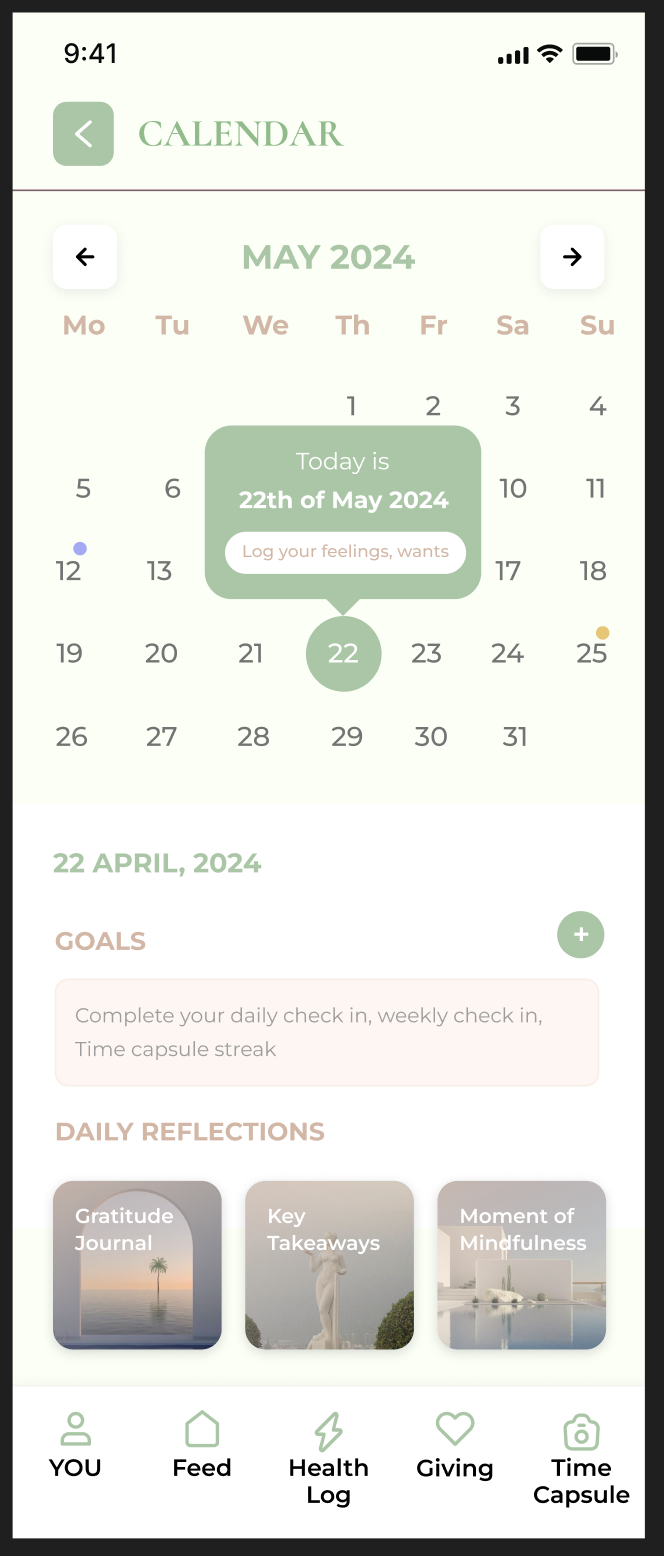 9:41
CALENDAR
MAY 2024
Mo Tu We Th Fr Sa Su
1 2 3 4
Today is
5 6 10 11
22th of May 2024
Log your feelings, wants
12 13 17 18
19 20 21 22 23 24 25
26 27 28 29 30 31
22 APRIL, 2024
GOALS
+
Complete your daily check in, weekly check in,
Time capsule streak
DAILY REFLECTIONS
Gratitude
Journal
Key
Takeaways
Moment of
Mindfulness
YOU
Feed
Health
Log
Giving
Time
Capsule